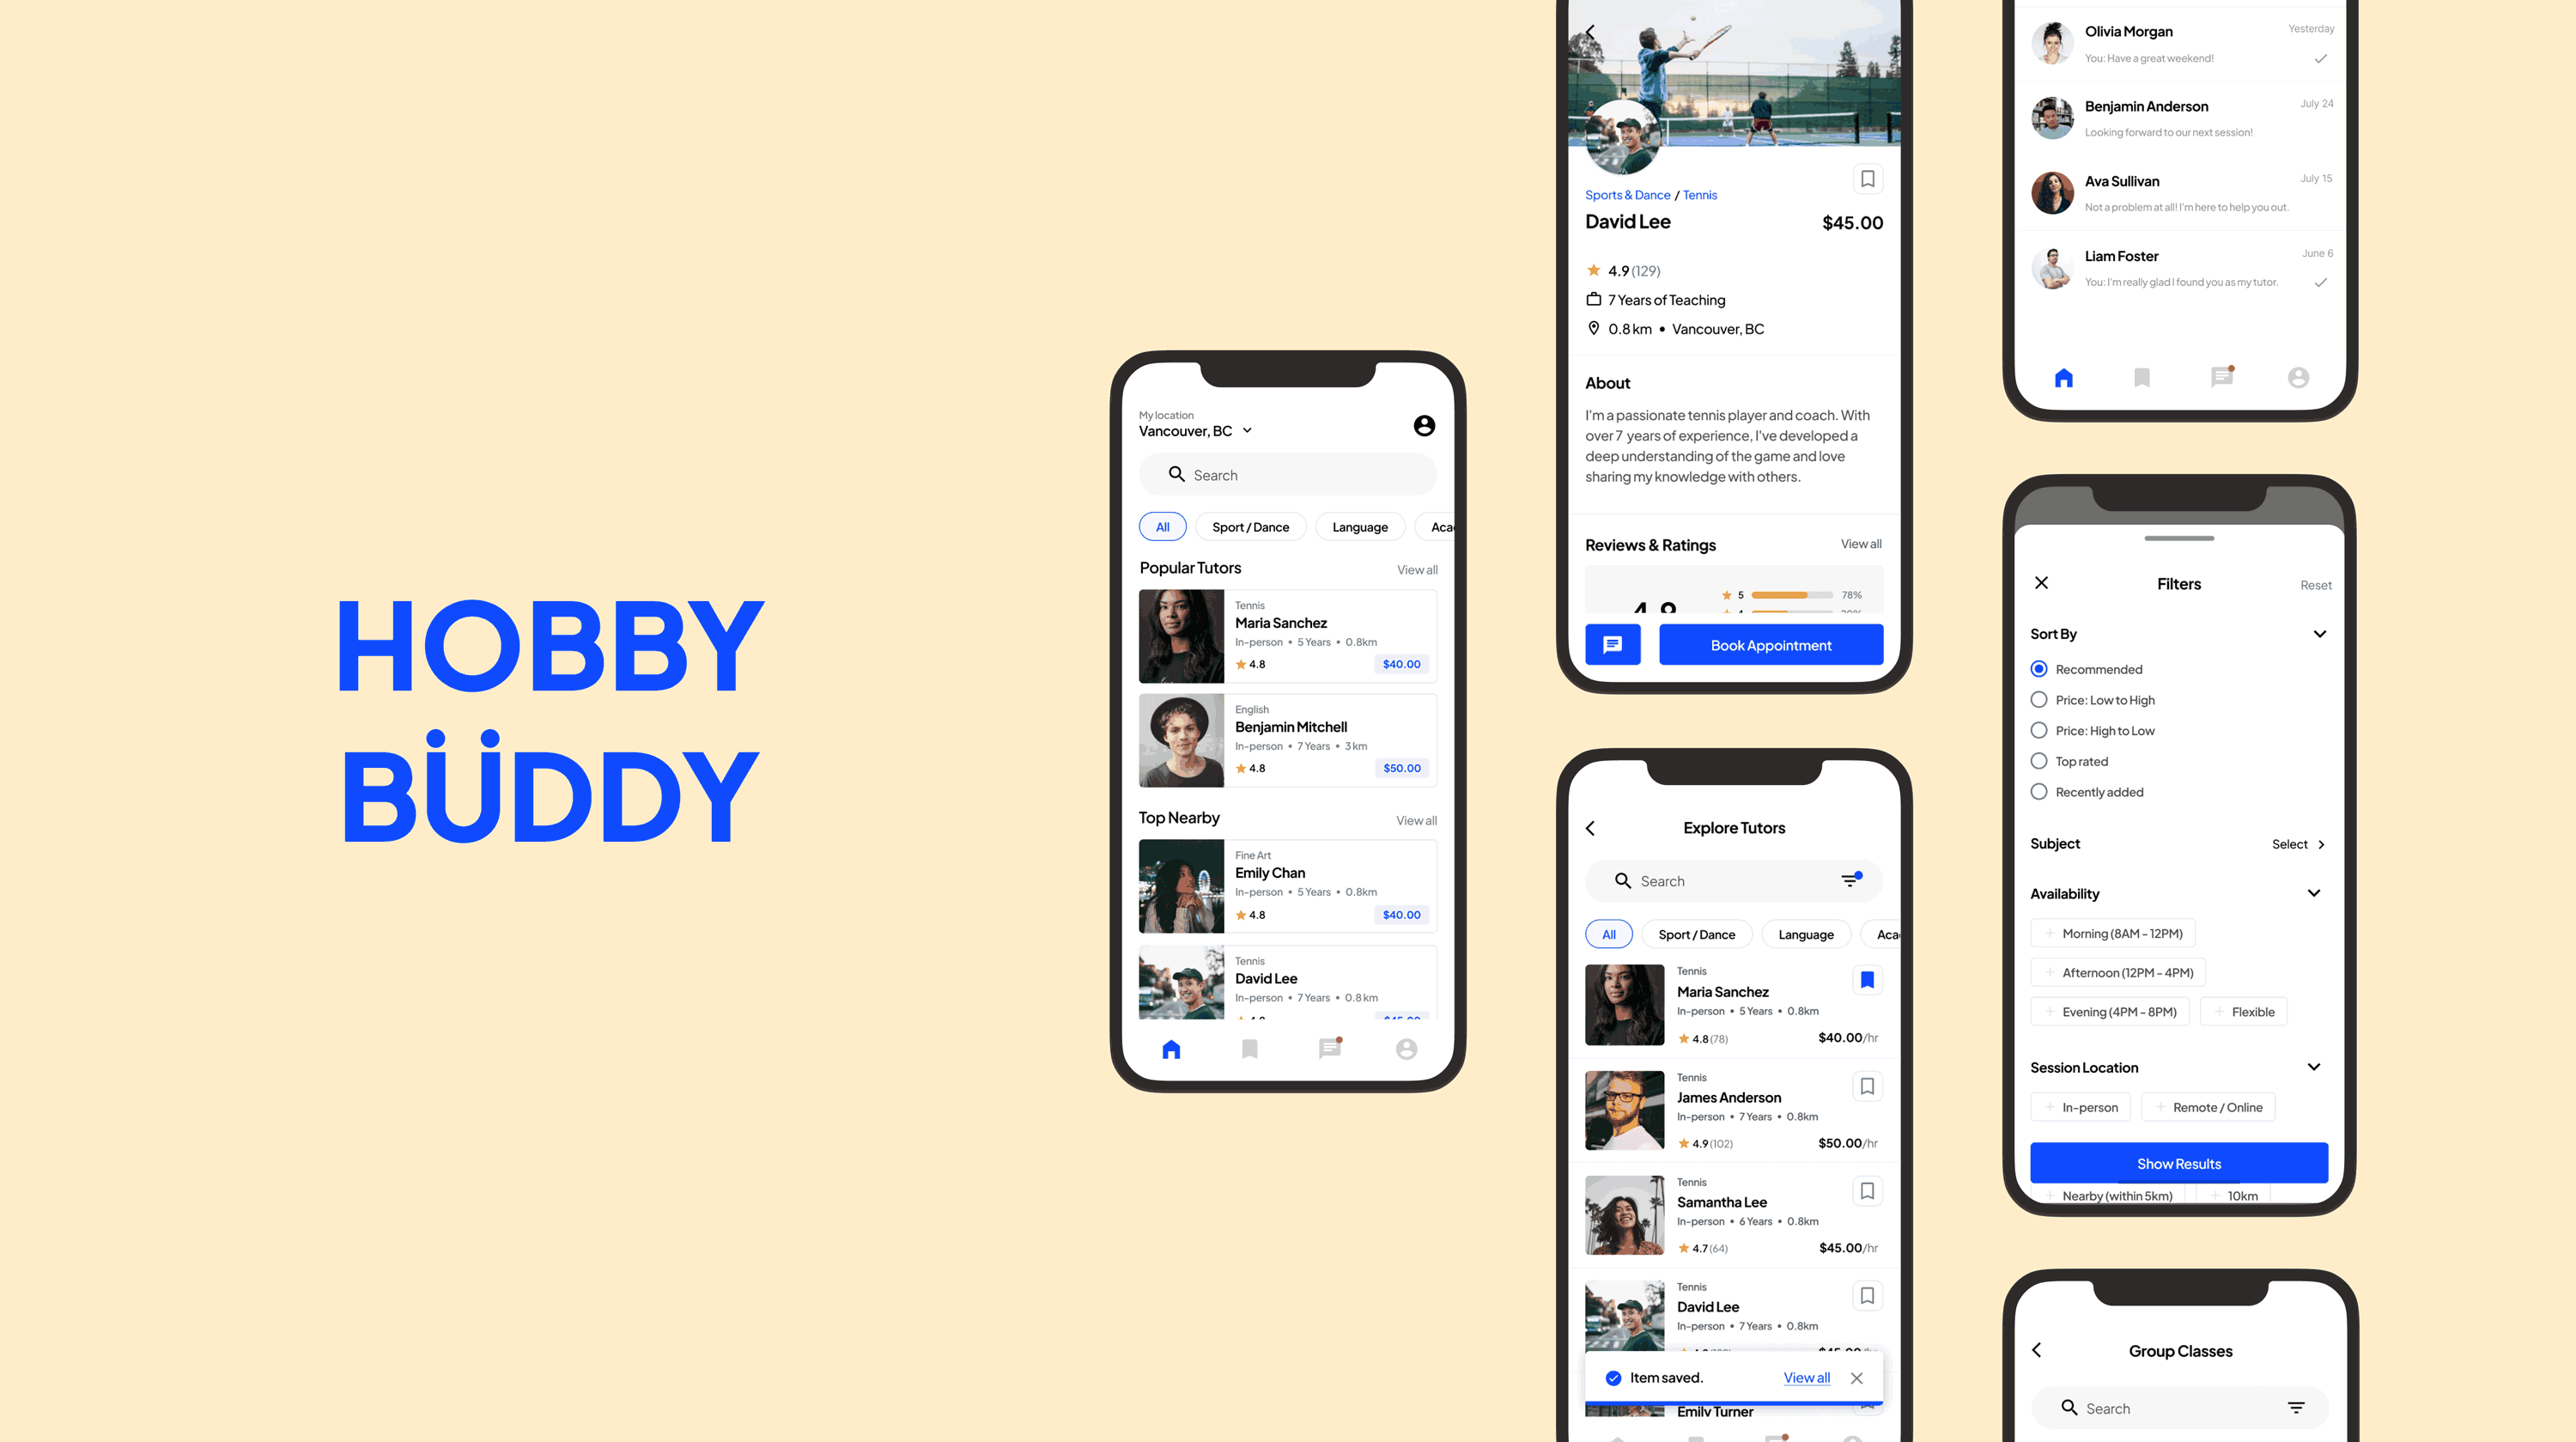 HOBBY
BÜDDY
My location
Vancouver, BC
Search
All
Sport / Dance
Language
Popular Tutors
View all
Tennis
Maria Sanchez
In-person • 5 Years • 0.8km
4.8
$40.00
English
Benjamin Mitchell
In-person • 7 Years • 3 km
4.8
$50.00
Top Nearby
View all
Fine Art
Emily Chan
In-person • 5 Years • 0.8km
4.8
$40.00
Tennis
David Lee
In-person • 7 Years • 0.8 km
Sports & Dance / Tennis
David Lee
$45.00
4.9 (129)
7 Years of Teaching
0.8 km • Vancouver, BC
About
I'm a passionate tennis player and coach. With
over 7 years of experience, I've developed a
deep understanding of the game and love
sharing my knowledge with others.
Reviews & Ratings
View all
5
78%
Book Appointment
Explore Tutors
Search
All
Sport / Dance
Language
Tennis
Maria Sanchez
In-person • 5 Years • 0.8km
4.8 (78)
$40.00/hr
Tennis
James Anderson
In-person • 7 Years • 0.8km
4.9 (102)
$50.00/hr
Tennis
Samantha Lee
In-person • 6 Years • 0.8km
4.7 (64)
$45.00/hr
Tennis
David Lee
In-person • 7 Years • 0.8km
Item saved.
View all
Emily Turner
Olivia Morgan
Yesterday
You: Have a great weekend!
Benjamin Anderson
July 24
Looking forward to our next session!
Ava Sullivan
July 15
Not a problem at all! I'm here to help you out.
Liam Foster
June 6
You: I'm really glad I found you as my tutor.
Filters
Reset
Sort By
Recommended
Price: Low to High
Price: High to Low
Top rated
Recently added
Subject
Select
Availability
+ Morning (8AM - 12PM)
+ Afternoon (12PM - 4PM)
+ Evening (4PM - 8PM)
+ Flexible
Session Location
+ In-person
+ Remote / Online
Show Results
+ Nearby (within 5km)
+ 10km
Group Classes
Search